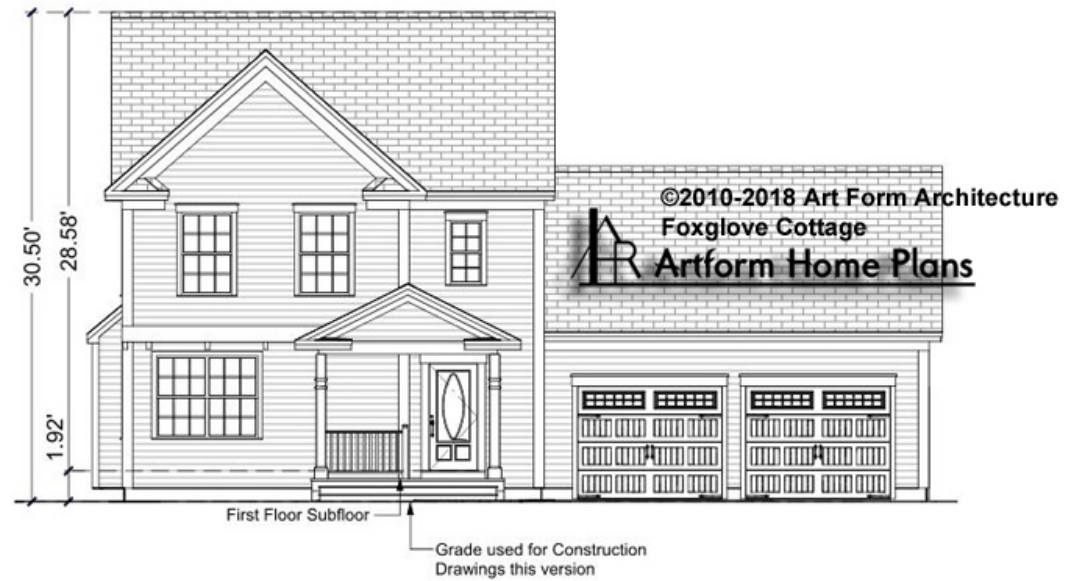 30.50'
28.58'
1.92'
©2010-2018 Art Form Architecture
Foxglove Cottage
AR Artform Home Plans
First Floor Subfloor
Grade used for Construction
Drawings this version